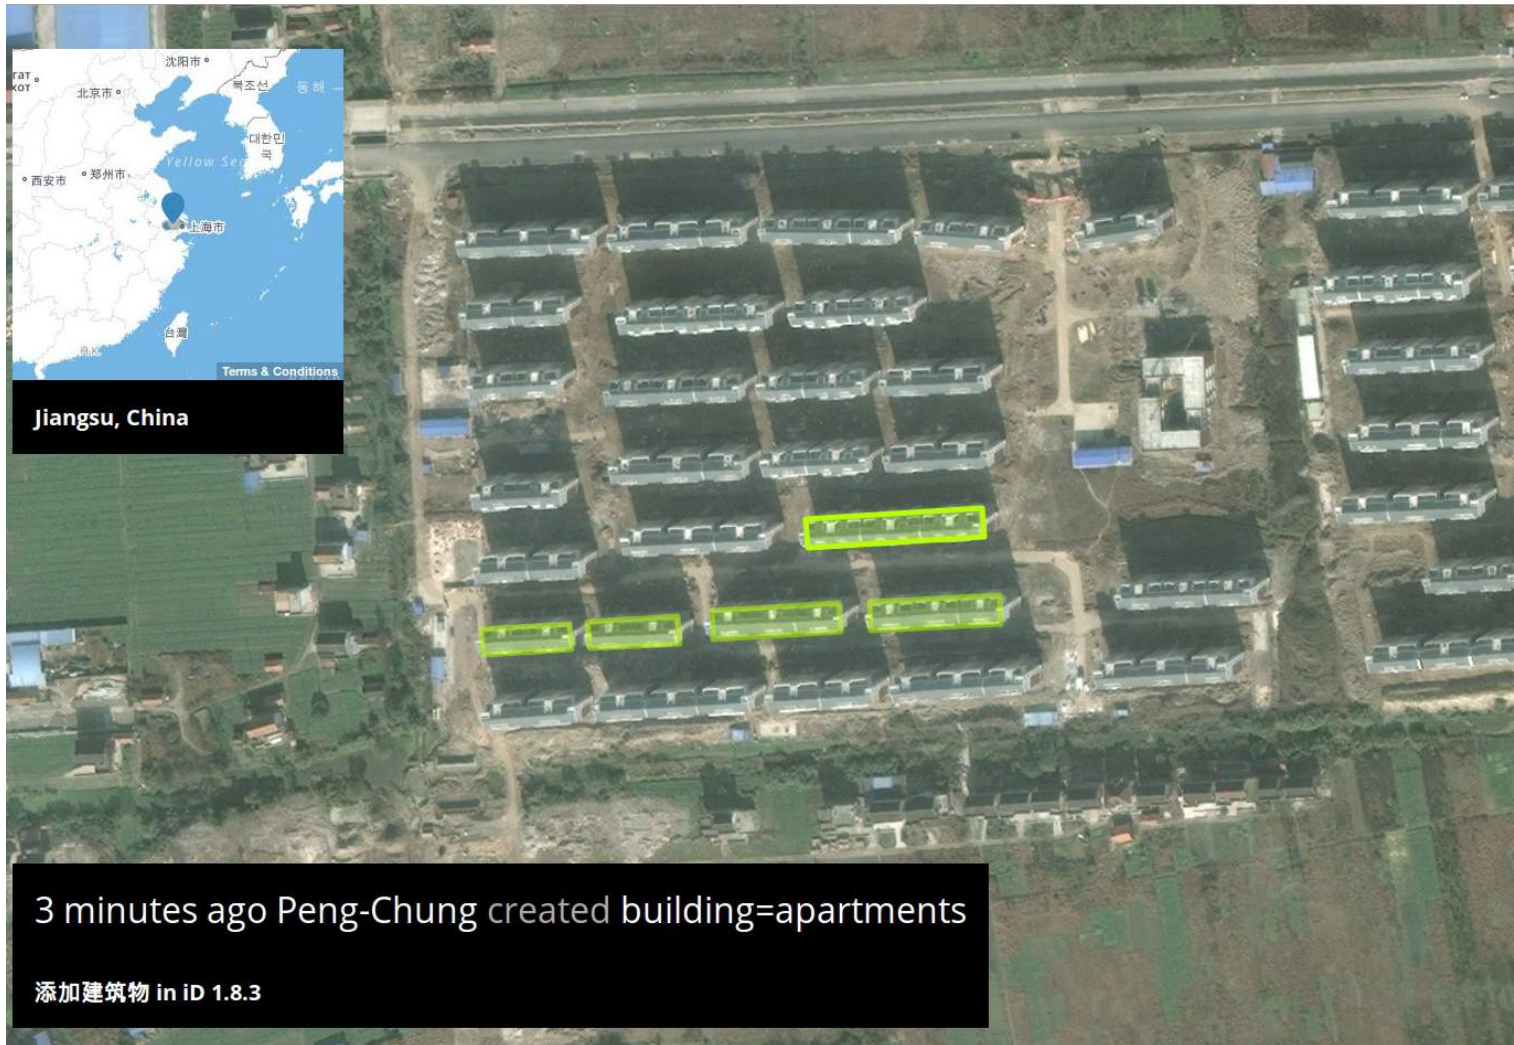 沈阳市
гат
хот
북조선
동해
北京市
대한민
국
Yellow Sea
西安市
郑州市
上海市
台灣
Terms & Conditions
Jiangsu, China
3 minutes ago Peng-Chung created building=apartments
添加建筑物 in iD 1.8.3